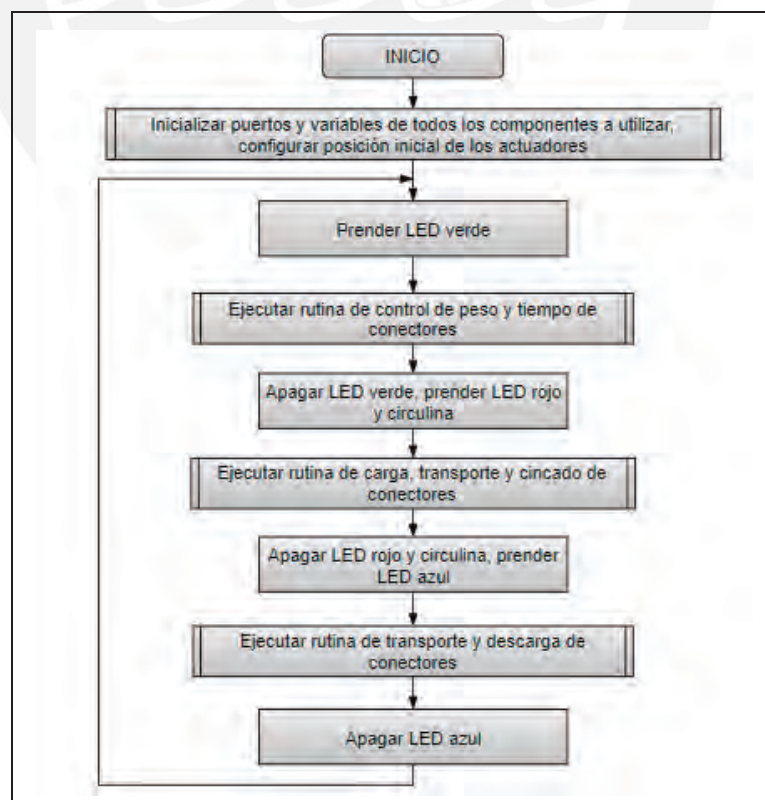 INICIO
Inicializar puertos y variables de todos los componentes a utilizar,
configurar posición inicial de los actuadores
Prender LED verde
Ejecutar rutina de control de peso y tiempo de
conectores
Apagar LED verde, prender LED rojo
y circulina
Ejecutar rutina de carga, transporte y cincado de
conectores
Apagar LED rojo y circulina, prender
LED azul
Ejecutar rutina de transporte y descarga de
conectores
Apagar LED azul